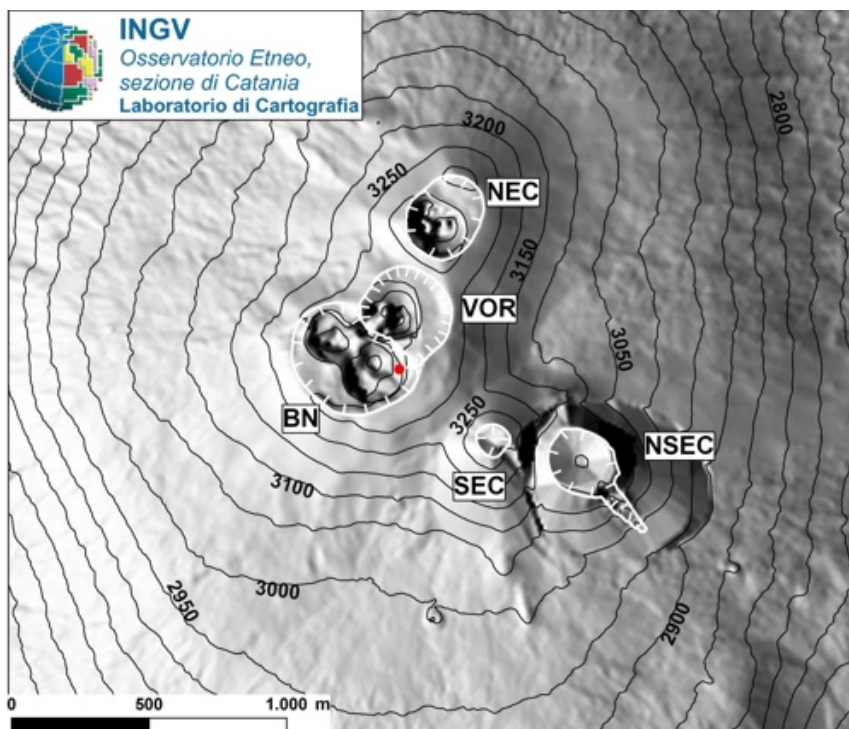 INGV
Osservatorio Etneo,
sezione di Catania
Laboratorio di Cartografia
2800
3200
3250
NEC
3150
VOR
3050
BN
3250
NSEC
SEC
3100
3000
2950
2900
0 500 1.000 m